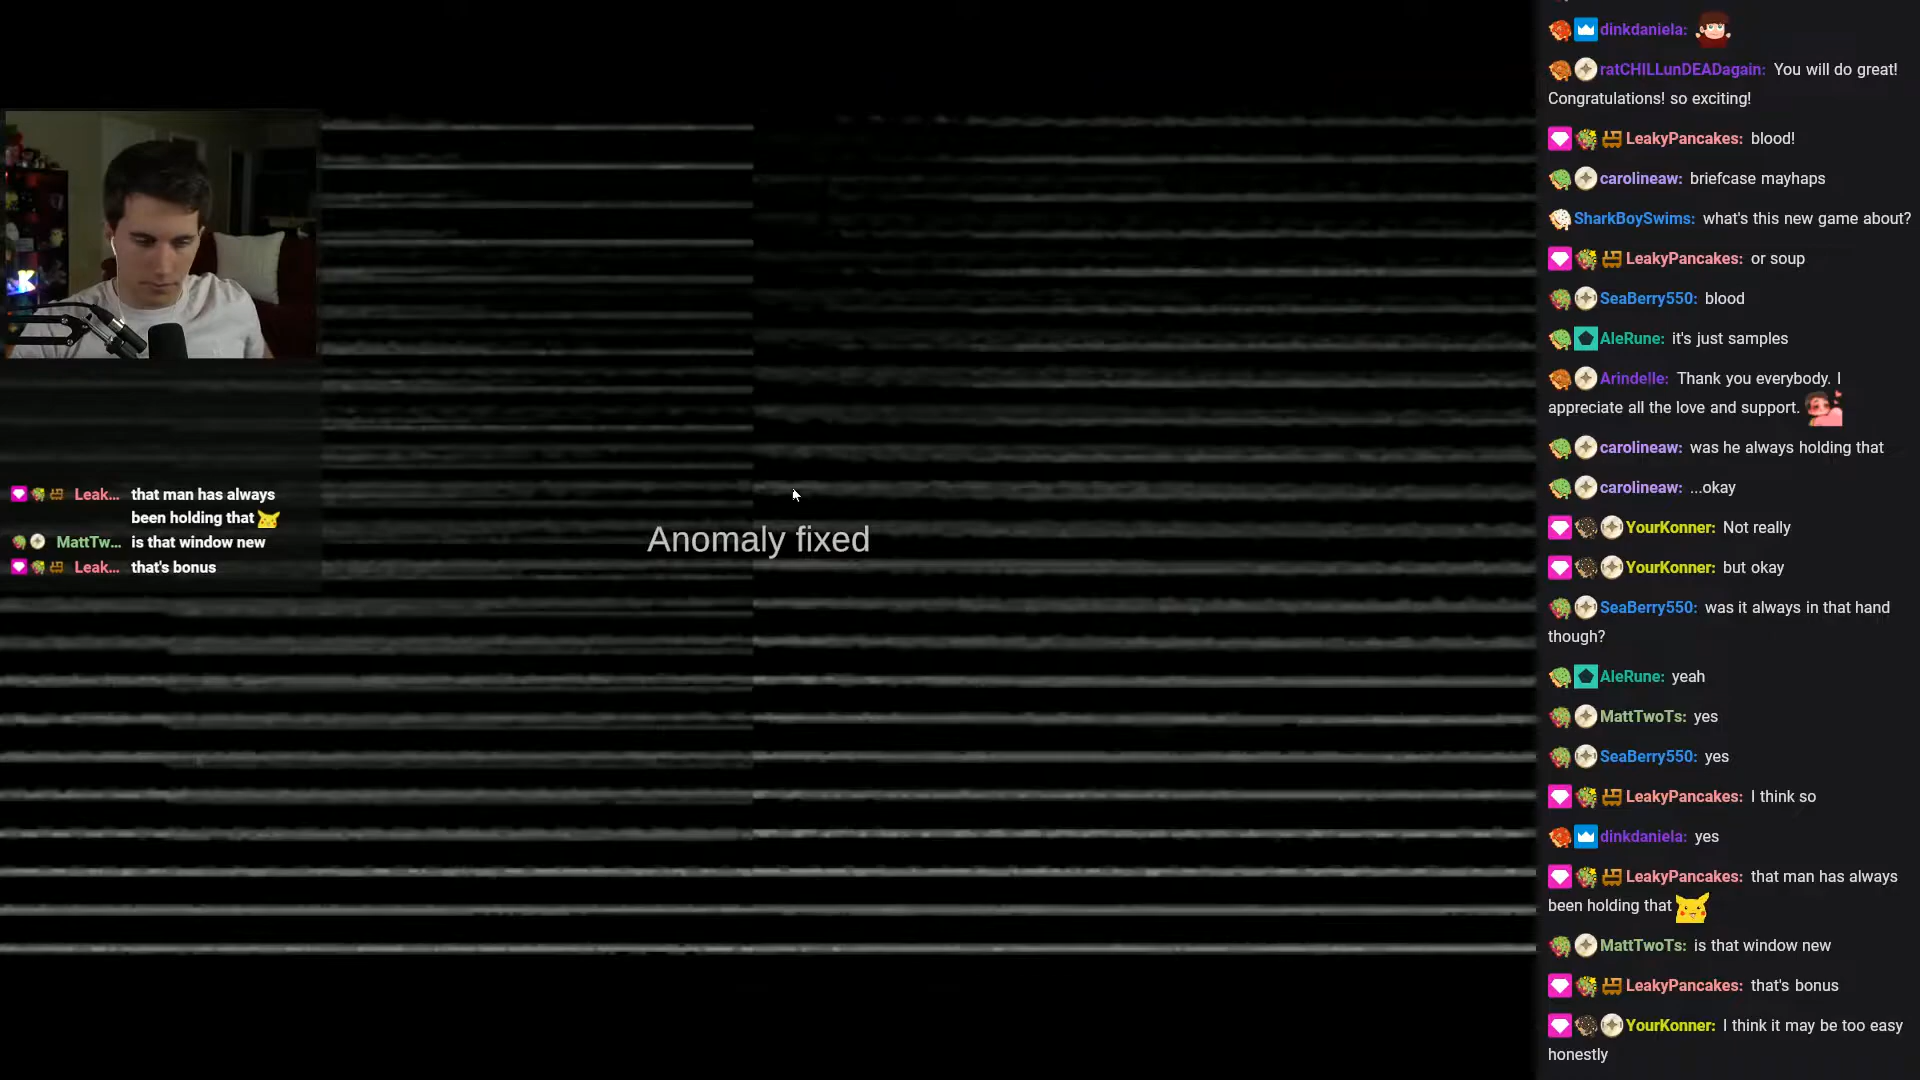 that man has always
been holding that
Leak...
MattTw... is that window new
Leak... that's bonus
Anomaly fixed
dinkdaniela:
ratCHILLunDEADagain: You will do great!
Congratulations! so exciting!
LeakyPancakes: blood!
carolineaw: briefcase mayhaps
SharkBoySwims: what's this new game about?
LeakyPancakes: or soup
SeaBerry550: blood
AleRune: it's just samples
Arindelle: Thank you everybody. I
appreciate all the love and support.
carolineaw: was he always holding that
carolineaw: ...okay
YourKonner: Not really
YourKonner: but okay
SeaBerry550: was it always in that hand
though?
AleRune: yeah
MattTwoTs: yes
SeaBerry550: yes
LeakyPancakes: I think so
dinkdaniela: yes
LeakyPancakes: that man has always
been holding that
MattTwoTs: is that window new
LeakyPancakes: that's bonus
YourKonner: I think it may be too easy
honestly